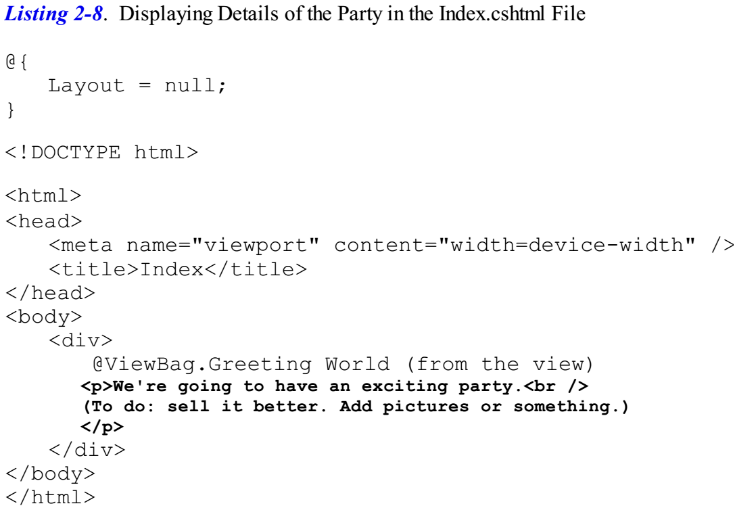 Listing 2-8. Displaying Details of the Party in the Index.cshtml File
@{
    Layout = null;
}
<!DOCTYPE html>
<html>
<head>
    <meta name="viewport" content="width=device-width" />
    <title>Index</title>
</head>
<body>
    <div>
        @ViewBag.Greeting World (from the view)
        <p>We're going to have an exciting party.<br />
        (To do: sell it better. Add pictures or something.)
        </p>
    </div>
</body>
</html>